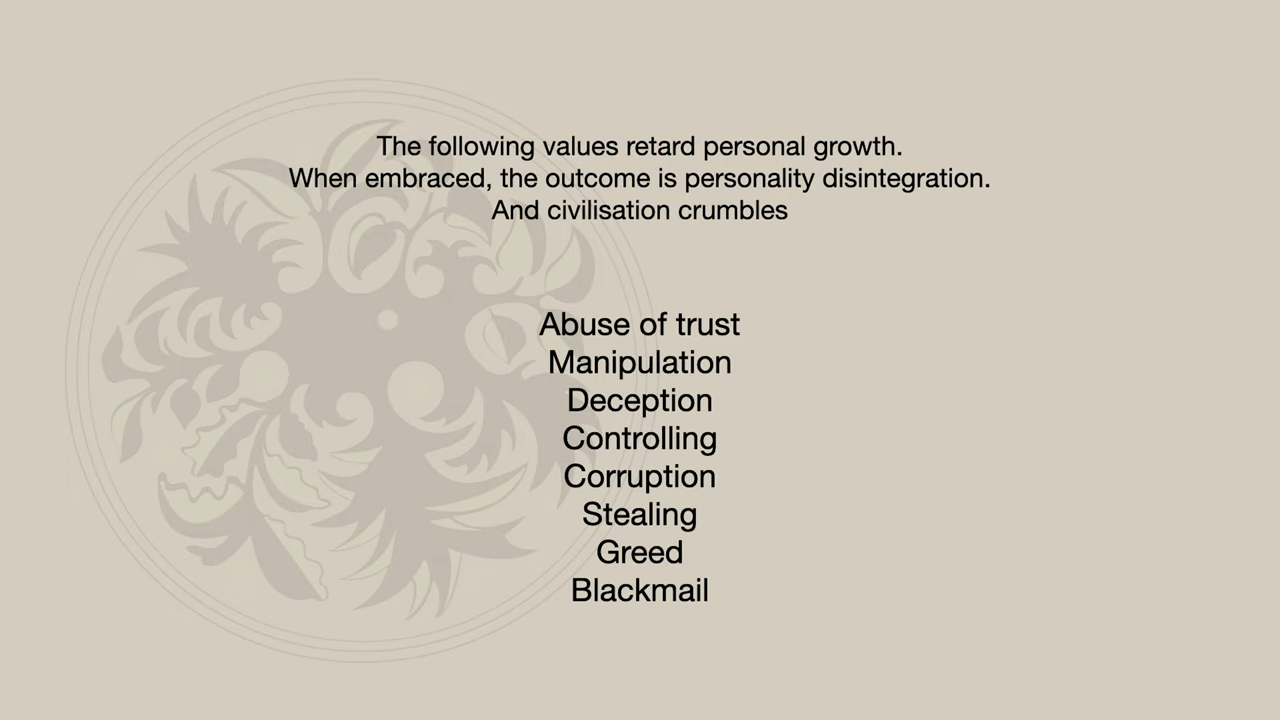 The following values retard personal growth.
When embraced, the outcome is personality disintegration.
And civilisation crumbles
Abuse of trust
Manipulation
Deception
Controlling
Corruption
Stealing
Greed
Blackmail